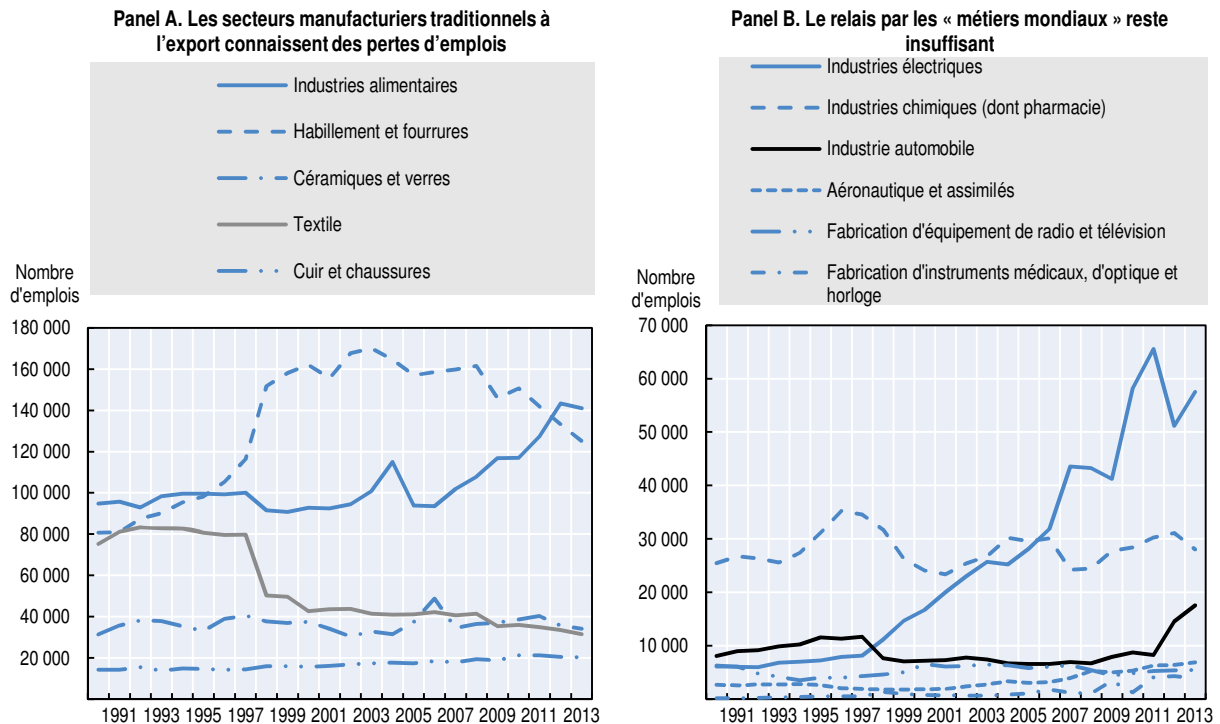 Panel A. Les secteurs manufacturiers traditionnels à
l'export connaissent des pertes d'emplois
Industries alimentaires
Habillement et fourrures
Céramiques et verres
Textile
Cuir et chaussures
Nombre
d'emplois
180 000
160 000
140 000
120 000
100 000
80 000
60 000
40 000
20 000
1991 1993 1995 1997 1999 2001 2003 2005 2007 2009 2011 2013
Panel B. Le relais par les « métiers mondiaux » reste
insuffisant
Industries électriques
Industries chimiques (dont pharmacie)
Industrie automobile
Aéronautique et assimilés
Fabrication d'équipement de radio et télévision
Fabrication d'instruments médicaux, d'optique et
horloge
Nombre
d'emplois
70 000
60 000
50 000
40 000
30 000
20 000
10 000
1991 1993 1995 1997 1999 2001 2003 2005 2007 2009 2011 2013